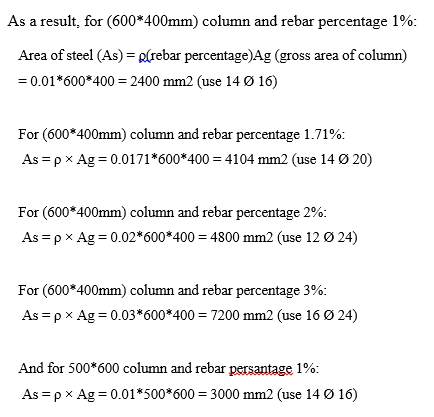 As a result, for (600*400mm) column and rebar percentage 1%:
Area of steel (As) = ρ(rebar percentage)Ag (gross area of column)
= 0.01*600*400 = 2400 mm2 (use 14 Ø 16)
For (600*400mm) column and rebar percentage 1.71%:
As = ρ × Ag = 0.0171*600*400 = 4104 mm2 (use 14 Ø 20)
For (600*400mm) column and rebar percentage 2%:
As = ρ × Ag = 0.02*600*400 = 4800 mm2 (use 12 Ø 24)
For (600*400mm) column and rebar percentage 3%:
As = ρ × Ag = 0.03*600*400 = 7200 mm2 (use 16 Ø 24)
And for 500*600 column and rebar persantage 1%:
As = ρ × Ag = 0.01*500*600 = 3000 mm2 (use 14 Ø 16)